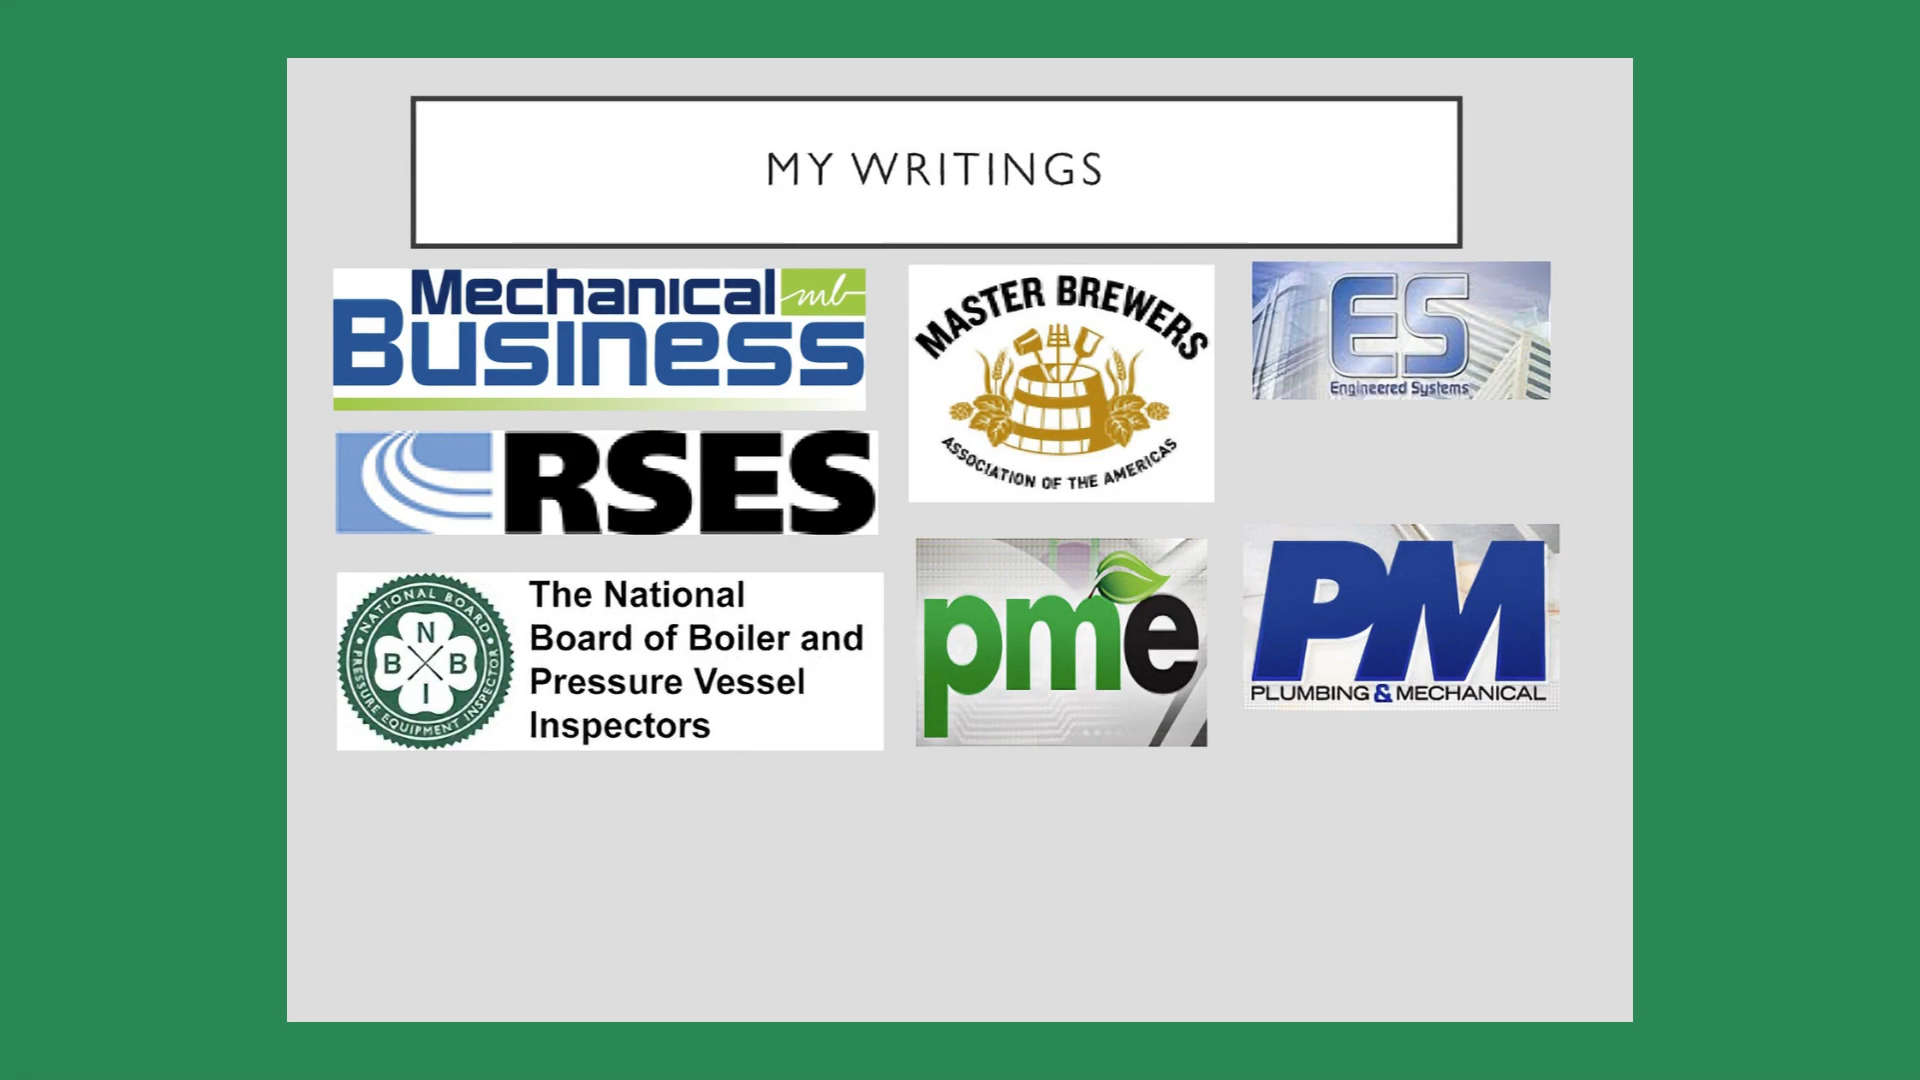 MY WRITINGS
Mechanical mb
Business
RSES
NATIONAL BOARD
PRESSURE EQUIPMENT INSPECTOR
N
B B
I
The National
Board of Boiler and
Pressure Vessel
Inspectors
MASTER BREWERS
ASSOCIATION OF THE AMERICAS
ES
Engineered Systems
pme
PM
PLUMBING & MECHANICAL